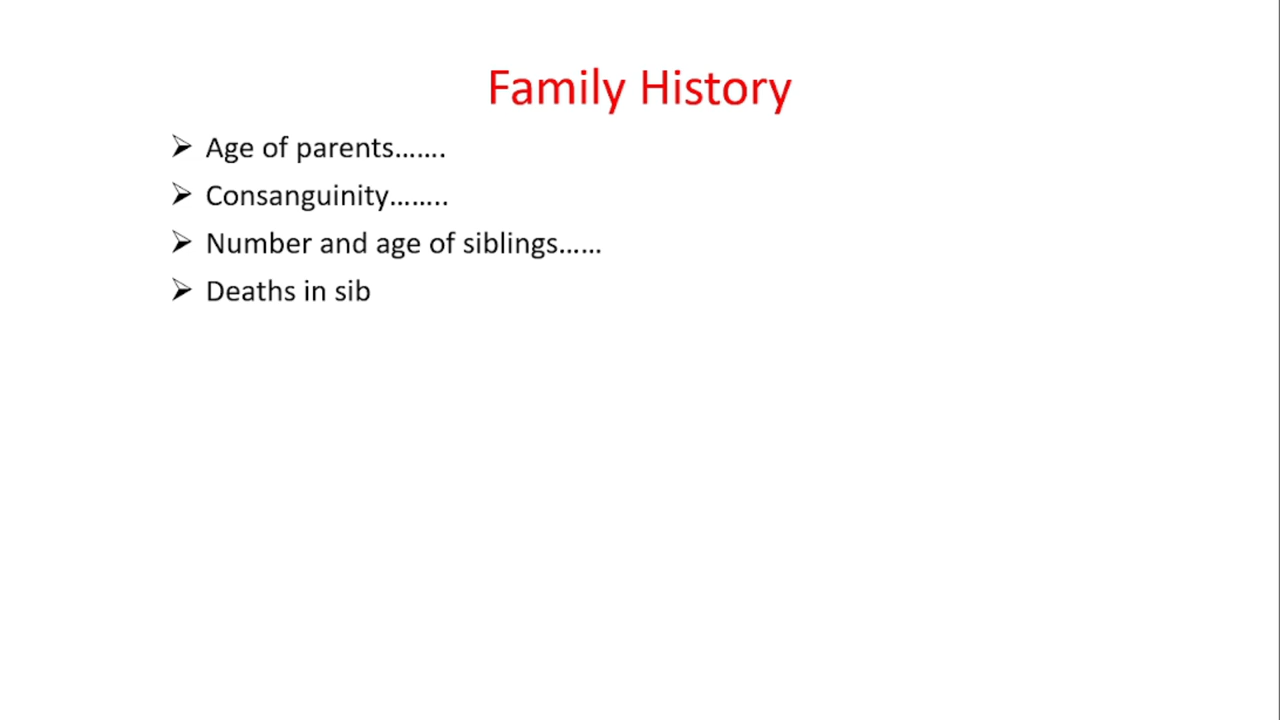 Family History
➢ Age of parents…….
➢ Consanguinity……..
➢ Number and age of siblings……
➢ Deaths in sib